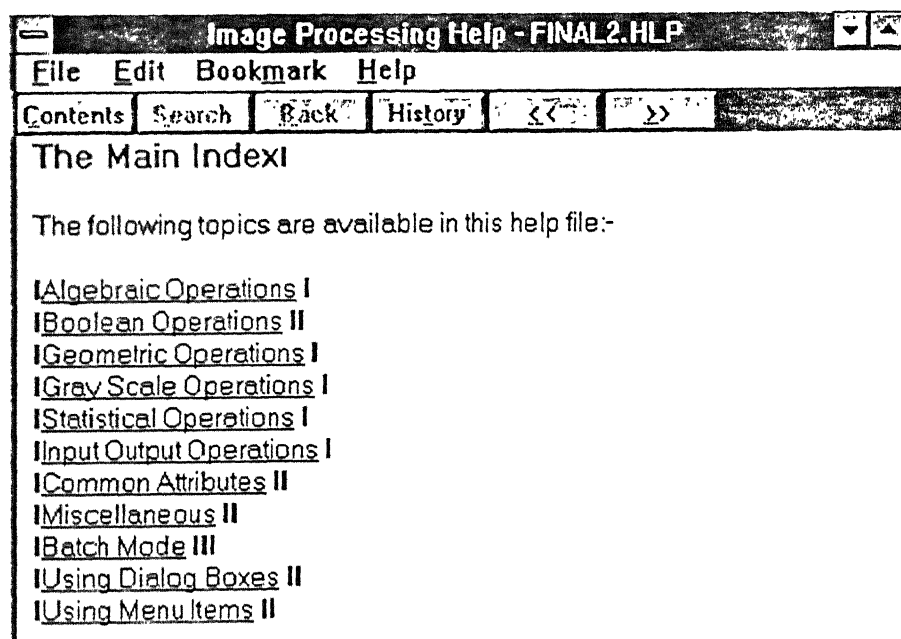 Image Processing Help - FINAL2.HLP
File Edit Bookmark Help
Contents Search Back History << >>
The Main IndexI
The following topics are available in this help file:-
IAlgebraic Operations I
IBoolean Operations II
IGeometric Operations I
IGray Scale Operations I
IStatistical Operations I
IInput Output Operations I
ICommon Attributes II
IMiscellaneous II
IBatch Mode III
IUsing Dialog Boxes II
IUsing Menu Items II